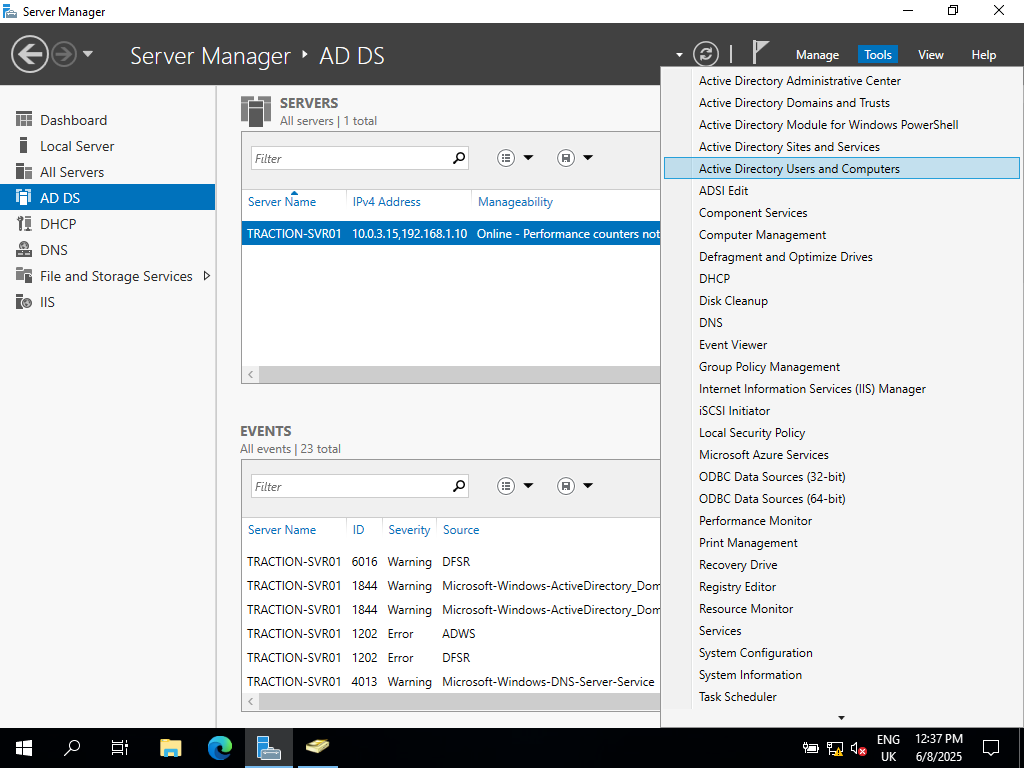 Server Manager
Server Manager ‣ AD DS
Manage Tools View Help
Dashboard
Local Server
All Servers
AD DS
DHCP
DNS
File and Storage Services
IIS
SERVERS
All servers | 1 total
Filter
Server Name IPv4 Address Manageability
TRACTION-SVR01 10.0.3.15,192.168.1.10 Online - Performance counters not
EVENTS
All events | 23 total
Filter
Server Name ID Severity Source
TRACTION-SVR01 6016 Warning DFSR
TRACTION-SVR01 1844 Warning Microsoft-Windows-ActiveDirectory_Dom
TRACTION-SVR01 1844 Warning Microsoft-Windows-ActiveDirectory_Dom
TRACTION-SVR01 1202 Error ADWS
TRACTION-SVR01 1202 Error DFSR
TRACTION-SVR01 4013 Warning Microsoft-Windows-DNS-Server-Service
Active Directory Administrative Center
Active Directory Domains and Trusts
Active Directory Module for Windows PowerShell
Active Directory Sites and Services
Active Directory Users and Computers
ADSI Edit
Component Services
Computer Management
Defragment and Optimize Drives
DHCP
Disk Cleanup
DNS
Event Viewer
Group Policy Management
Internet Information Services (IIS) Manager
iSCSI Initiator
Local Security Policy
Microsoft Azure Services
ODBC Data Sources (32-bit)
ODBC Data Sources (64-bit)
Performance Monitor
Print Management
Recovery Drive
Registry Editor
Resource Monitor
Services
System Configuration
System Information
Task Scheduler
ENG
UK
12:37 PM
6/8/2025